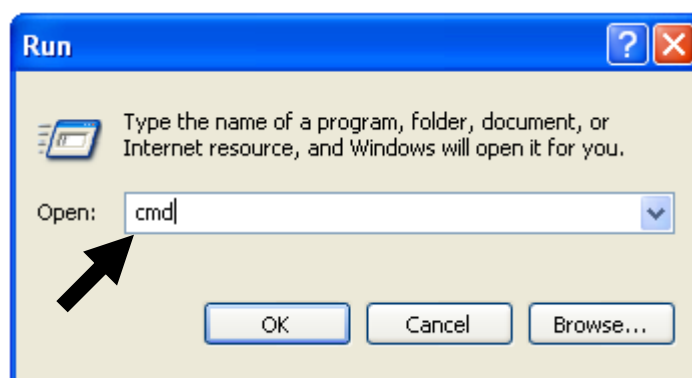 Run
Type the name of a program, folder, document, or
Internet resource, and Windows will open it for you.
Open: cmd
OK Cancel Browse...